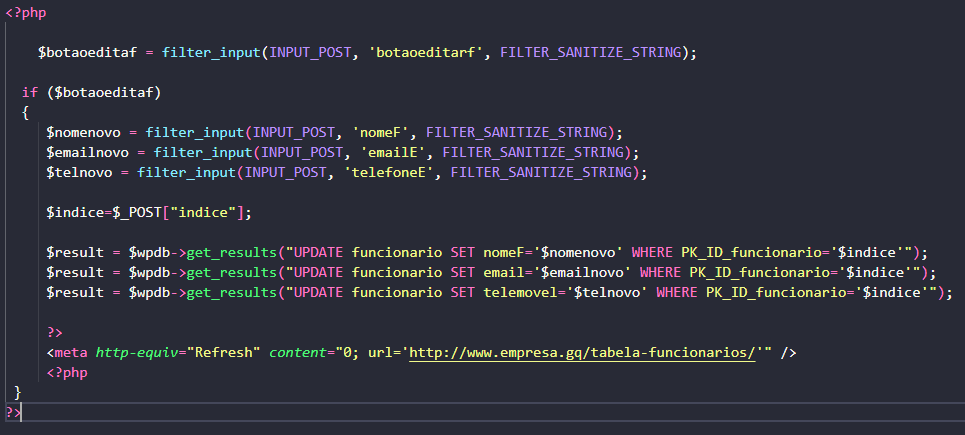 <?php
$botaoeditaf = filter_input(INPUT_POST, 'botaoeditarf', FILTER_SANITIZE_STRING);
if ($botaoeditaf)
{
$nomenovo = filter_input(INPUT_POST, 'nomeF', FILTER_SANITIZE_STRING);
$emailnovo = filter_input(INPUT_POST, 'emailE', FILTER_SANITIZE_STRING);
$telnovo = filter_input(INPUT_POST, 'telefoneE', FILTER_SANITIZE_STRING);
$indice=$_POST["indice"];
$result = $wpdb->get_results("UPDATE funcionario SET nomeF='$nomenovo' WHERE PK_ID_funcionario='$indice'");
$result = $wpdb->get_results("UPDATE funcionario SET email='$emailnovo' WHERE PK_ID_funcionario='$indice'");
$result = $wpdb->get_results("UPDATE funcionario SET telemovel='$telnovo' WHERE PK_ID_funcionario='$indice'");
?>
<meta http-equiv="Refresh" content="0; url='http://www.empresa.gq/tabela-funcionarios/'" />
<?php
}
?>